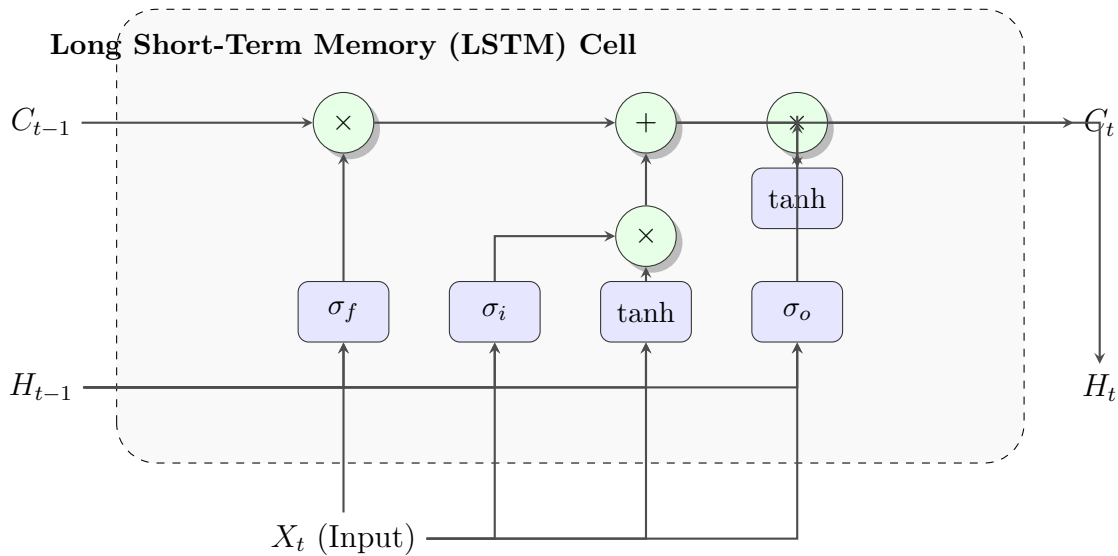 Long Short-Term Memory (LSTM) Cell
C_{t-1} × + × C_t
tanh
×
σ_f σ_i tanh σ_o
H_{t-1} H_t
X_t (Input)